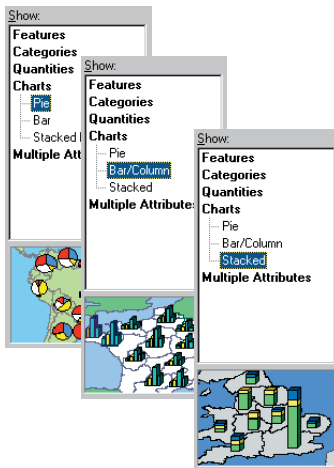 Show:
Features
Categories
Quantities
Charts
Pie
Bar
Stacked
Multiple
Show:
Features
Categories
Quantities
Charts
Pie
Bar/Column
Stacked
Multiple Attributes
Show:
Features
Categories
Quantities
Charts
Pie
Bar/Column
Stacked
Multiple Attributes